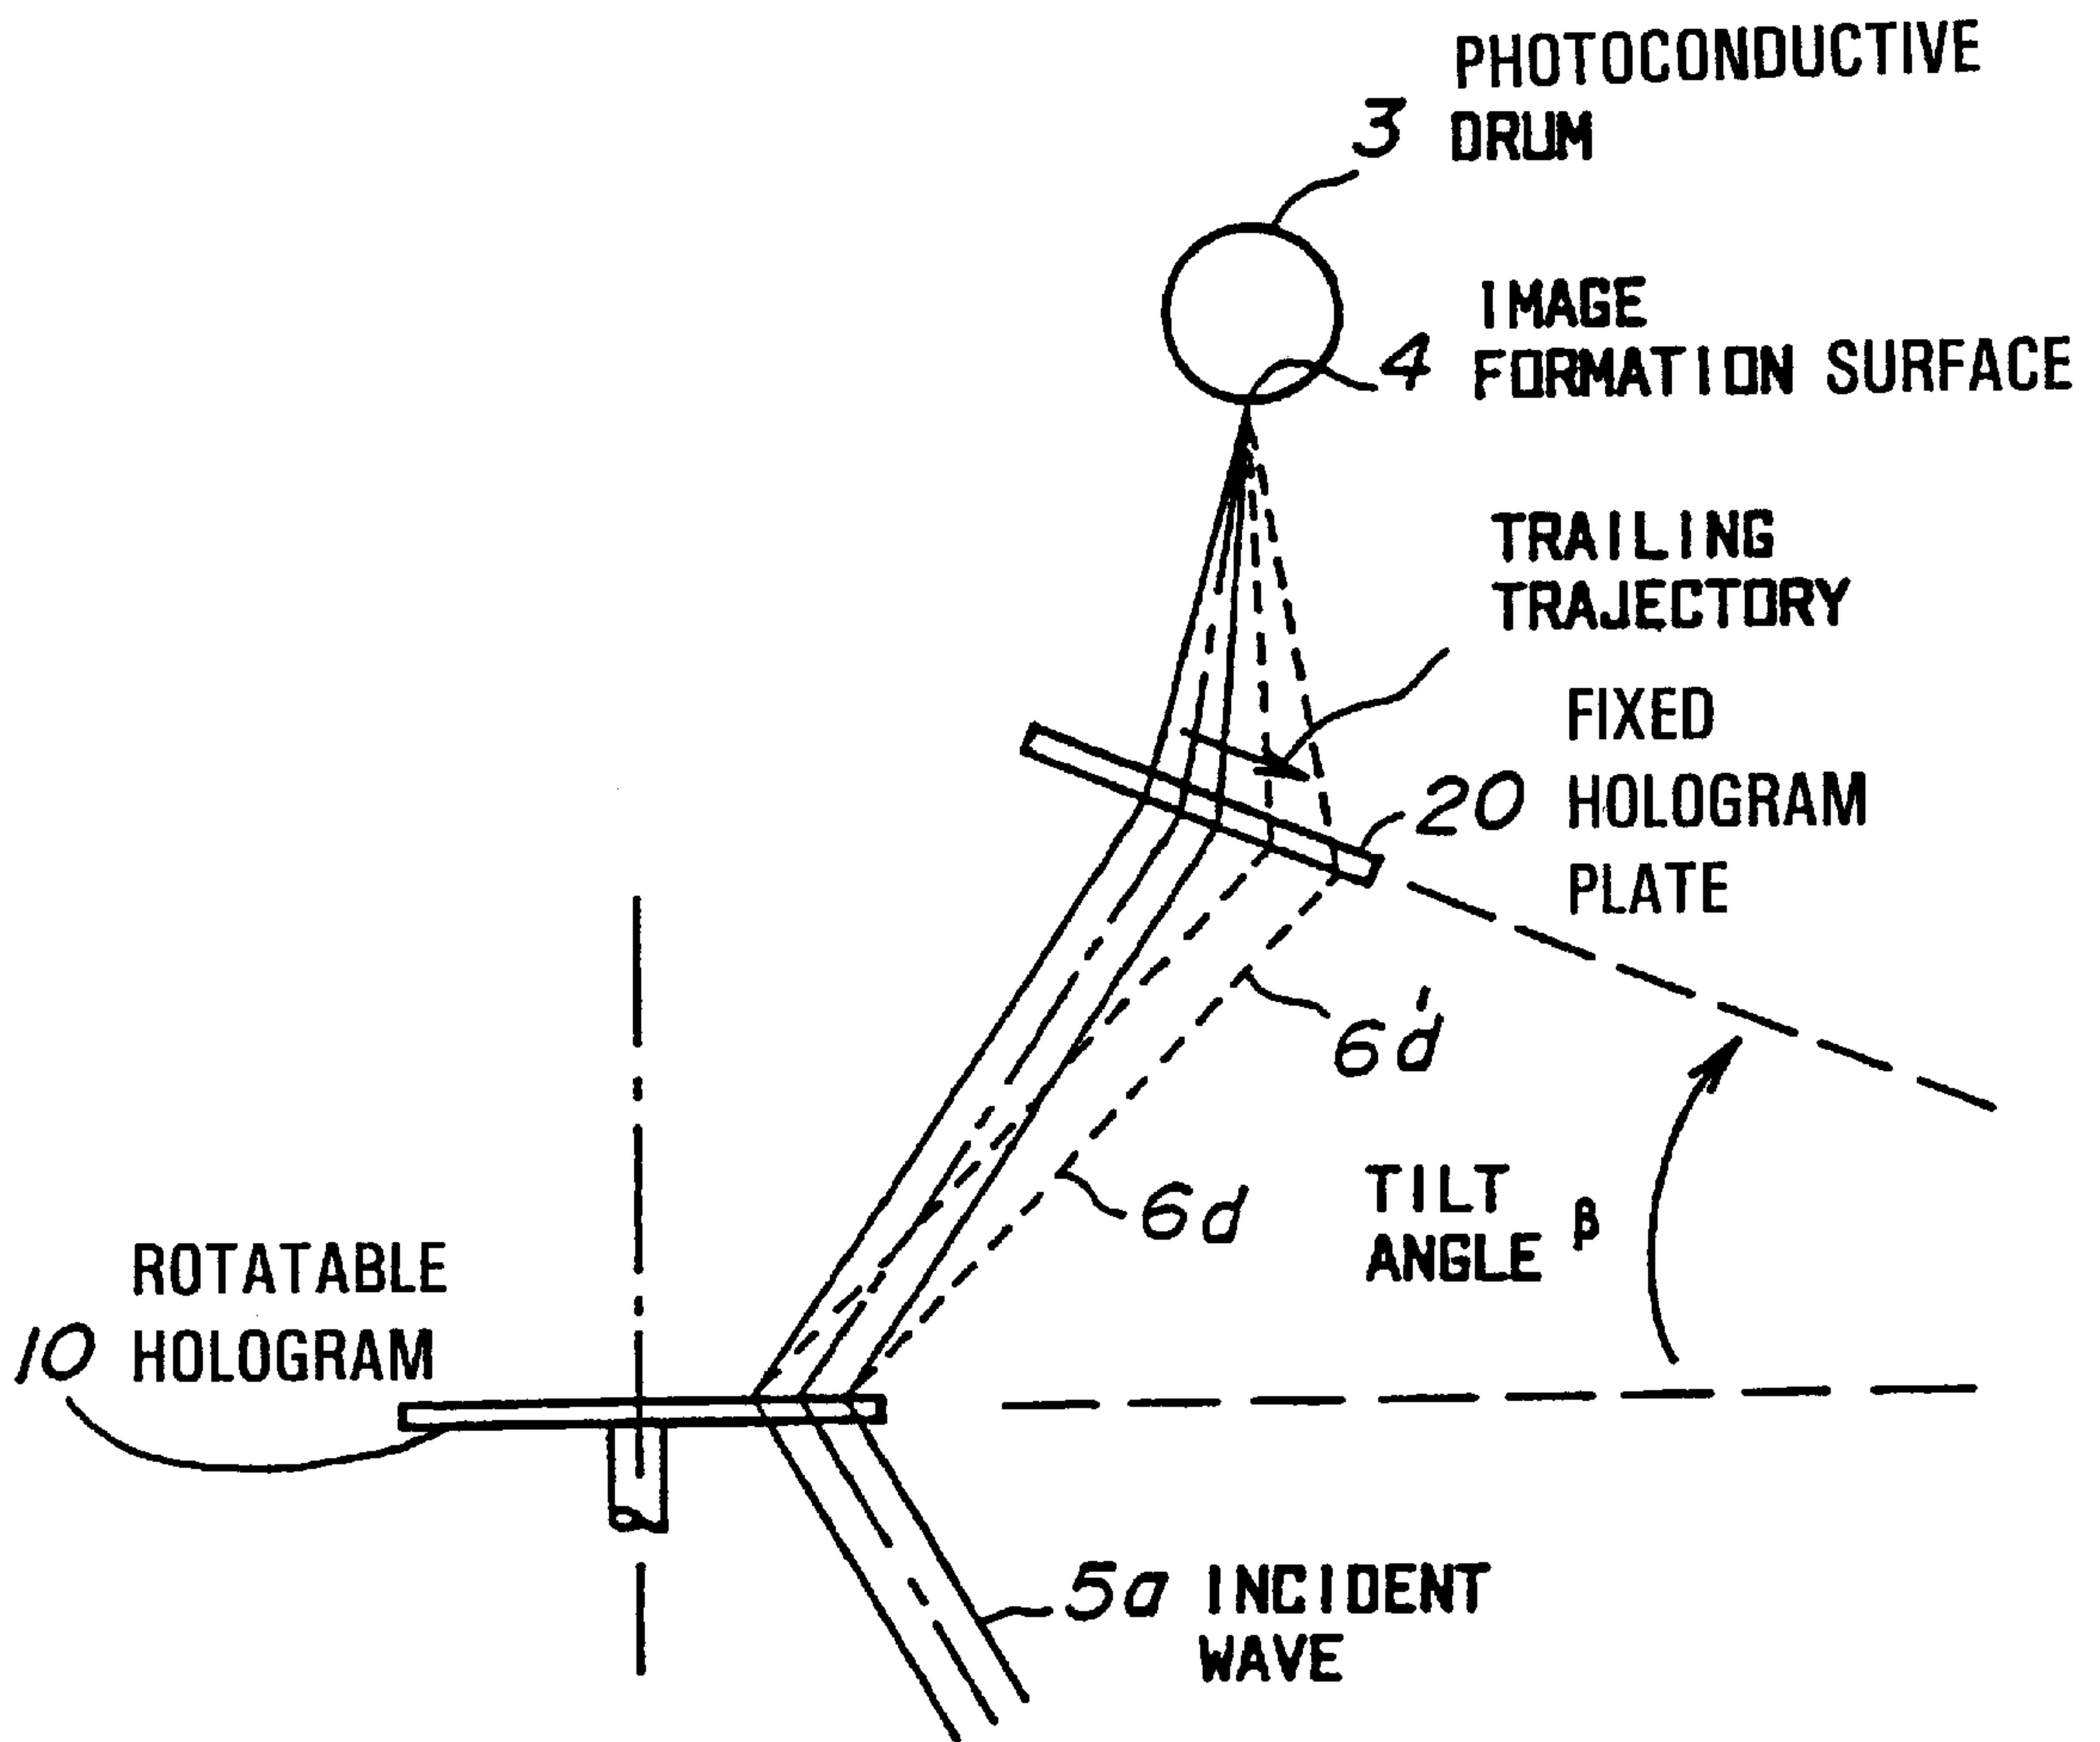 PHOTOCONDUCTIVE
3 DRUM
IMAGE
4 FORMATION SURFACE
TRAILING
TRAJECTORY
FIXED
20 HOLOGRAM
PLATE
6d'
6d
TILT
ANGLE β
ROTATABLE
10 HOLOGRAM
5a INCIDENT
WAVE